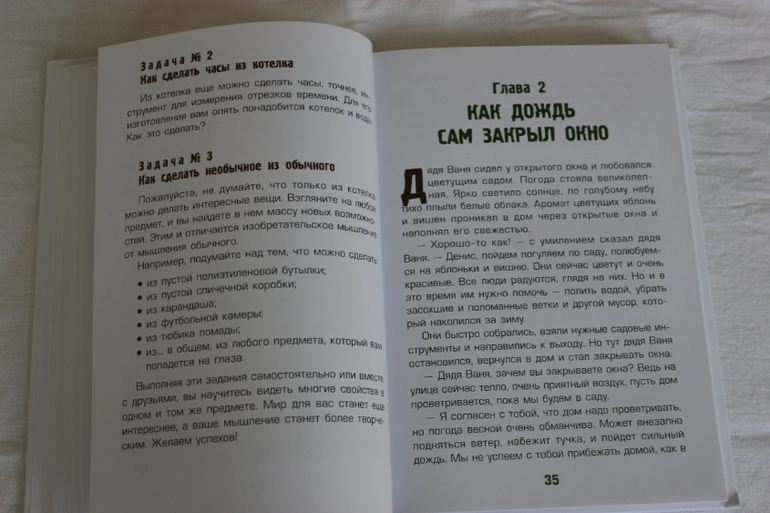 Задача № 2
Как сделать часы из котелка
Из котелка еще можно сделать часы, точнее, ин-
струмент для измерения отрезков времени. Для его
изготовления вам опять понадобится котелок и вода.
Как это сделать?
Задача № 3
Как сделать необычное из обычного
Пожалуйста, не думайте, что только из котелка
можно делать интересные вещи. Взгляните на любой
предмет, и вы найдете в нем массу новых возможно-
стей. Этим и отличается изобретательское мышление
от мышления обычного.
Например, подумайте над тем, что можно сделать:
• из пустой полиэтиленовой бутылки;
• из пустой спичечной коробки;
• из карандаша;
• из футбольной камеры;
• из тюбика помады;
• из... в общем, из любого предмета, который вам
попадется на глаза.
Выполняя эти задания самостоятельно или вместе
с друзьями, вы научитесь видеть многие свойства в
одном и том же предмете. Мир для вас станет еще
интереснее, а ваше мышление станет более творче-
ским. Желаем успехов!
Глава 2
КАК ДОЖДЬ
САМ ЗАКРЫЛ ОКНО
Дядя Ваня сидел у открытого окна и любовался
цветущим садом. Погода стояла великолеп-
ная. Ярко светило солнце, по голубому небу
тихо плыли белые облака. Аромат цветущих яблонь
и вишен проникал в дом через открытые окна и
наполнял его свежестью.
— Хорошо-то как! — с умилением сказал дядя
Ваня. — Денис, пойдем погуляем по саду, полюбуем-
ся на яблоньки и вишню. Они сейчас цветут и очень
красивые. Все люди радуются, глядя на них. Но и в
это время им нужно помочь — полить водой, убрать
засохшие и поломанные ветки и другой мусор, кото-
рый накопился за зиму.
Они быстро собрались, взяли нужные садовые ин-
струменты и направились к выходу. Но тут дядя Ваня
остановился, вернулся в дом и стал закрывать окна.
— Дядя Ваня, зачем вы закрываете окна? Ведь на
улице сейчас тепло, очень приятный воздух, пусть дом
проветривается, пока мы будем в саду.
— Я согласен с тобой, что дом надо проветривать,
но погода весной очень обманчива. Может внезапно
подняться ветер, набежит тучка, и пойдет сильный
дождь. Мы не успеем с тобой прибежать домой, как в
35